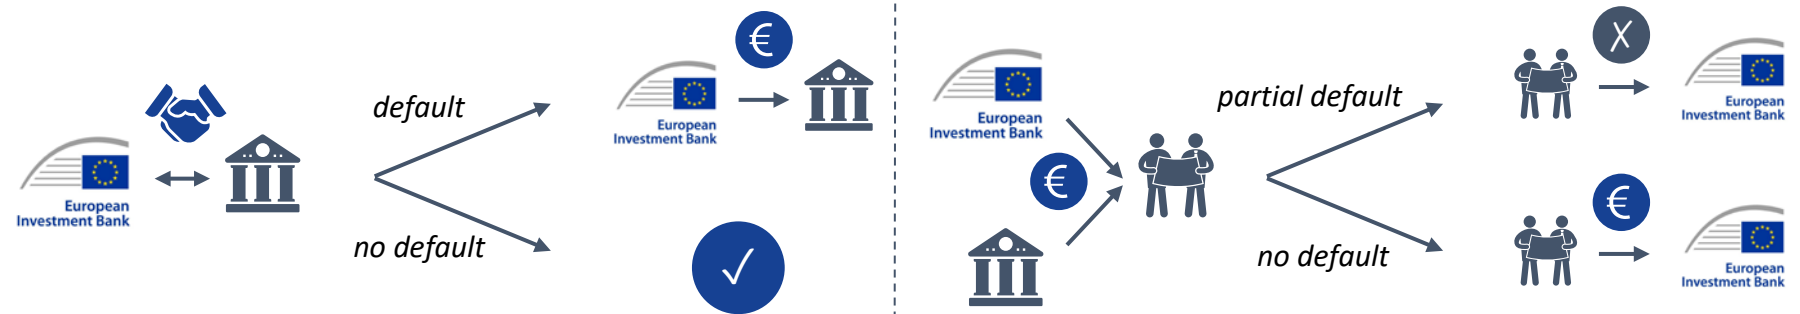 default
no default
European
Investment Bank
€
European
Investment Bank
European
Investment Bank
€
partial default
no default
X
European
Investment Bank
€
European
Investment Bank